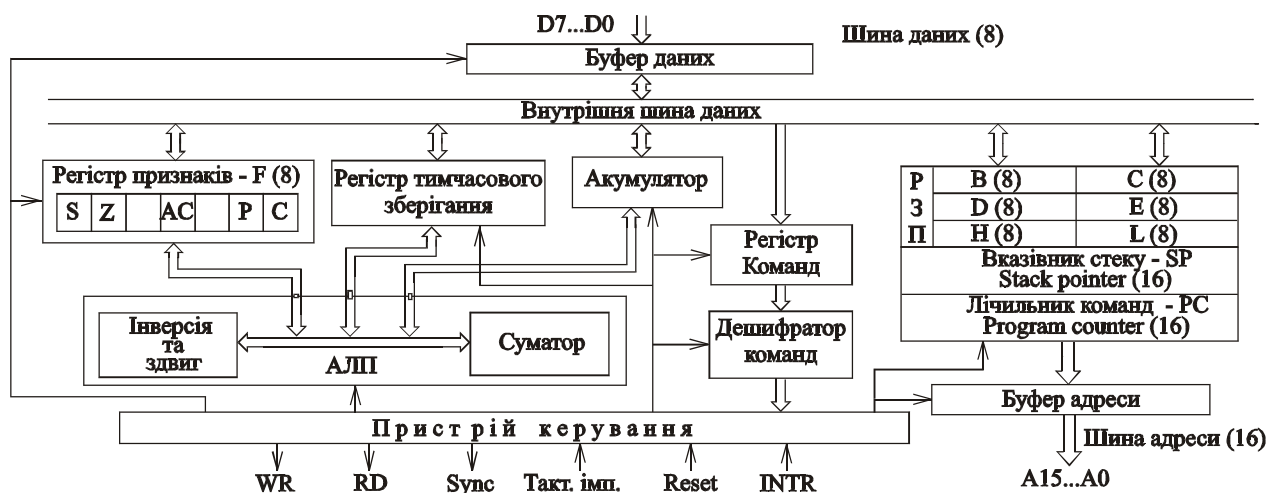 D7...D0
Шина даних (8)
Буфер даних
Внутрішня шина даних
Регістр признаків - F (8)
S Z AC P C
Регістр тимчасового
зберігання
Акумулятор
Р B (8) C (8)
З D (8) E (8)
П H (8) L (8)
Вказівник стеку - SP
Stack pointer (16)
Лічильник команд - PC
Program counter (16)
Регістр
Команд
Інверсія
та
здвиг
АЛП
Суматор
Дешифратор
команд
Буфер адреси
Пристрій керування
Шина адреси (16)
WR RD Sync Такт. імп. Reset INTR
A15...A0